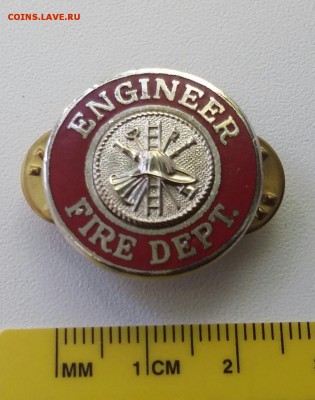 COINS.LAVE.RU
ENGINEER
FIRE DEPT.
MM 1 CM 2